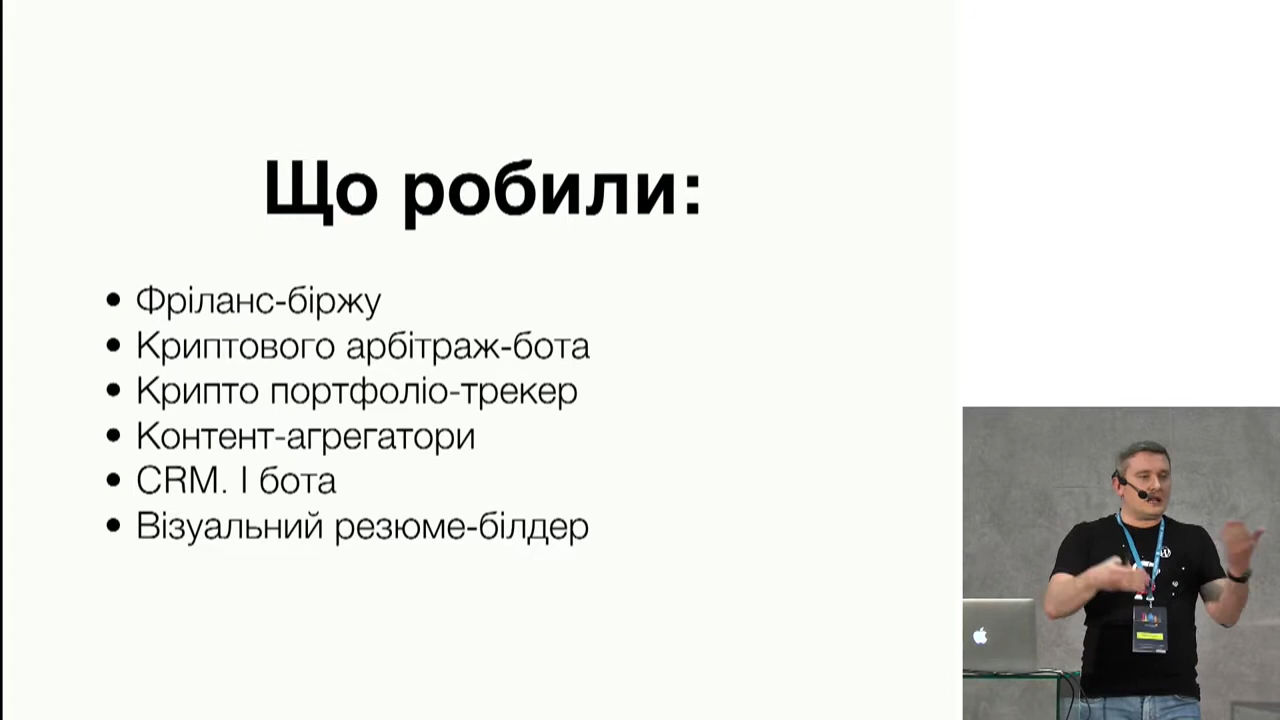 Що робили:
Фріланс-біржу
Криптового арбітраж-бота
Крипто портфоліо-трекер
Контент-агрегатори
CRM. І бота
Візуальний резюме-білдер